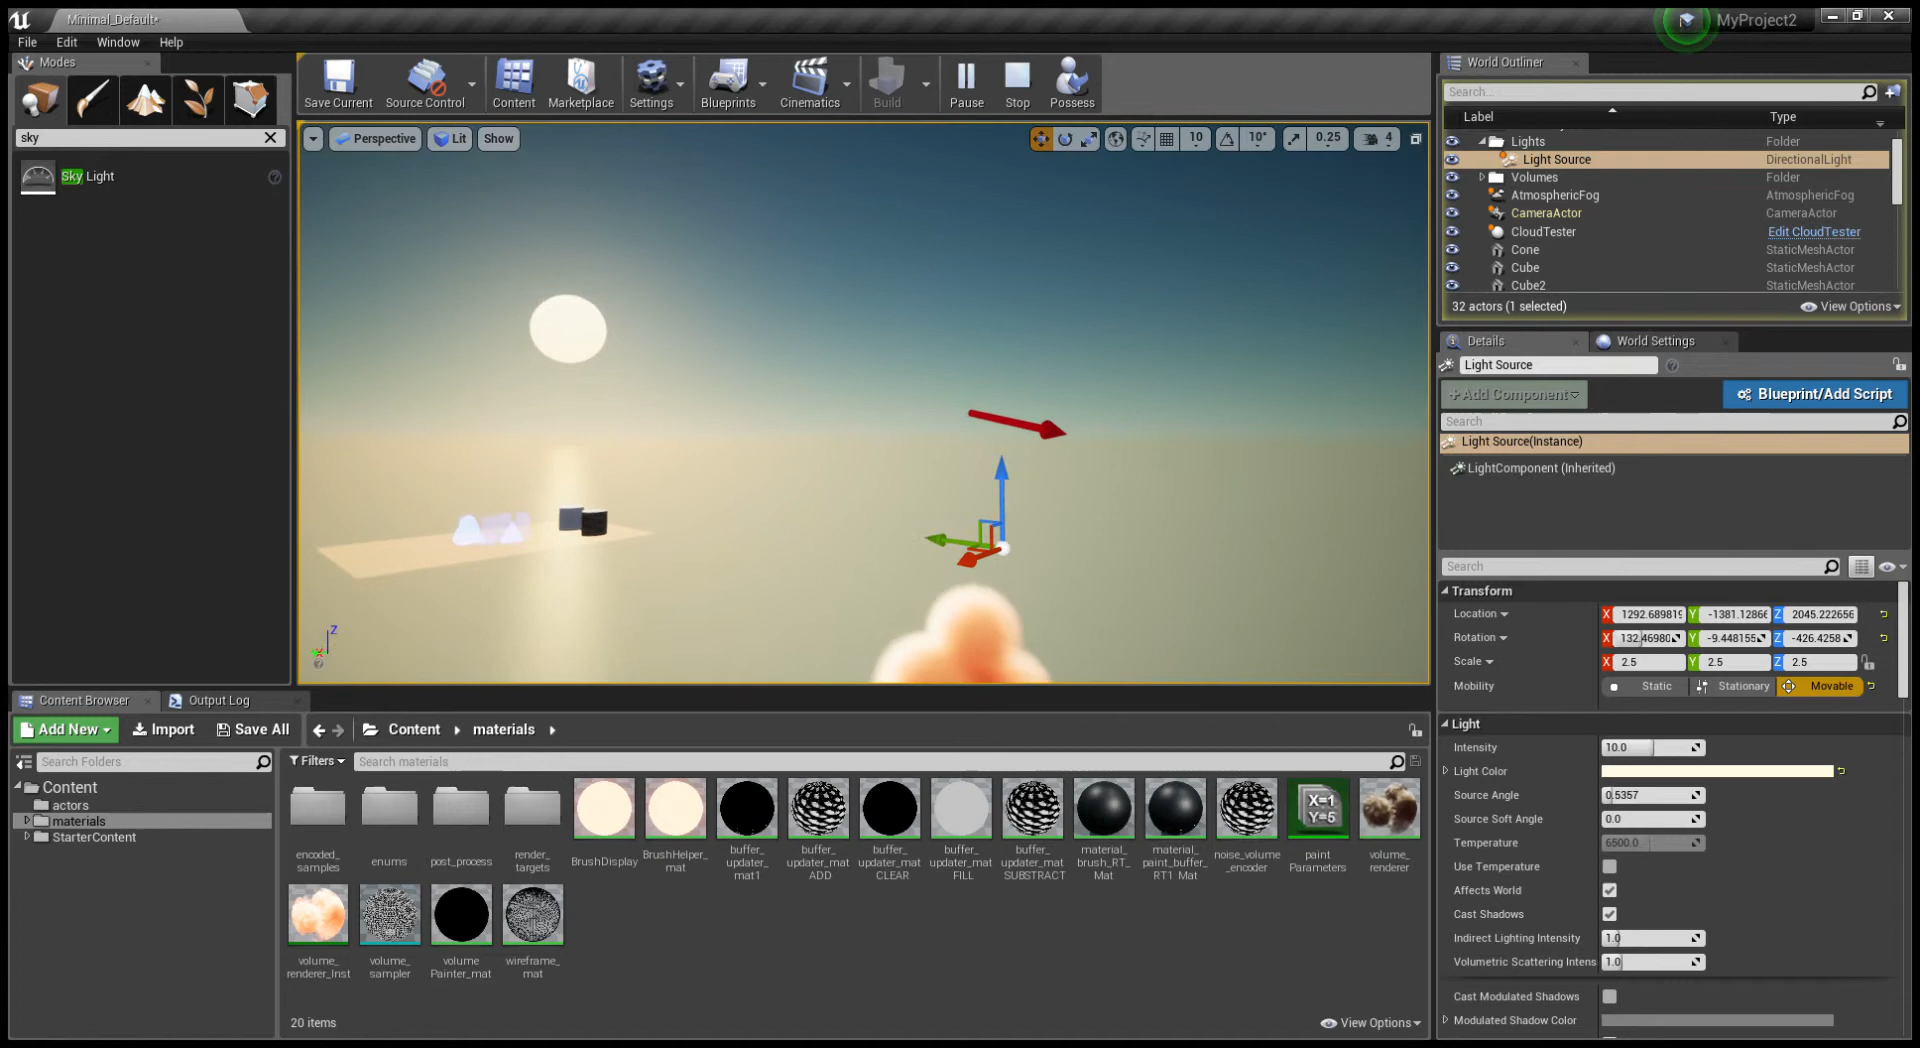 Minimal_Default*
MyProject2
File Edit Window Help
Modes
sky
Sky Light
Save Current Source Control Content Marketplace Settings Blueprints Cinematics Build Pause Stop Possess
Perspective Lit Show
10 10° 0.25 4
Z
World Outliner
Search...
Label Type
Lights Folder
Light Source DirectionalLight
Volumes Folder
AtmosphericFog AtmosphericFog
CameraActor CameraActor
CloudTester Edit CloudTester
Cone StaticMeshActor
Cube StaticMeshActor
Cube2 StaticMeshActor
32 actors (1 selected) View Options
Details World Settings
Light Source
+Add Component Blueprint/Add Script
Search
Light Source(Instance)
LightComponent (Inherited)
Search
Transform
Location X 1292.689819 Y -1381.12866 Z 2045.222656
Rotation X 132.46980 Y -9.448155 Z -426.4258
Scale X 2.5 Y 2.5 Z 2.5
Mobility Static Stationary Movable
Light
Intensity 10.0
Light Color
Source Angle 0.5357
Source Soft Angle 0.0
Temperature 6500.0
Use Temperature
Affects World
Cast Shadows
Indirect Lighting Intensity 1.0
Volumetric Scattering Intens 1.0
Cast Modulated Shadows
Modulated Shadow Color
Content Browser Output Log
Add New Import Save All Content materials
Search Folders
Content
actors
materials
StarterContent
Filters Search materials
encoded_
samples
enums
post_process
render_
targets
BrushDisplay
BrushHelper_
mat
buffer_
updater_
mat1
buffer_
updater_mat
ADD
buffer_
updater_mat
CLEAR
buffer_
updater_mat
FILL
buffer_
updater_mat
SUBSTRACT
material_
brush_RT_
Mat
material_
paint_buffer_
RT1_Mat
noise_volume
_encoder
X=1
Y=5
paint
Parameters
volume_
renderer
volume_
renderer_Inst
volume_
sampler
volume
Painter_mat
wireframe_
mat
20 items View Options